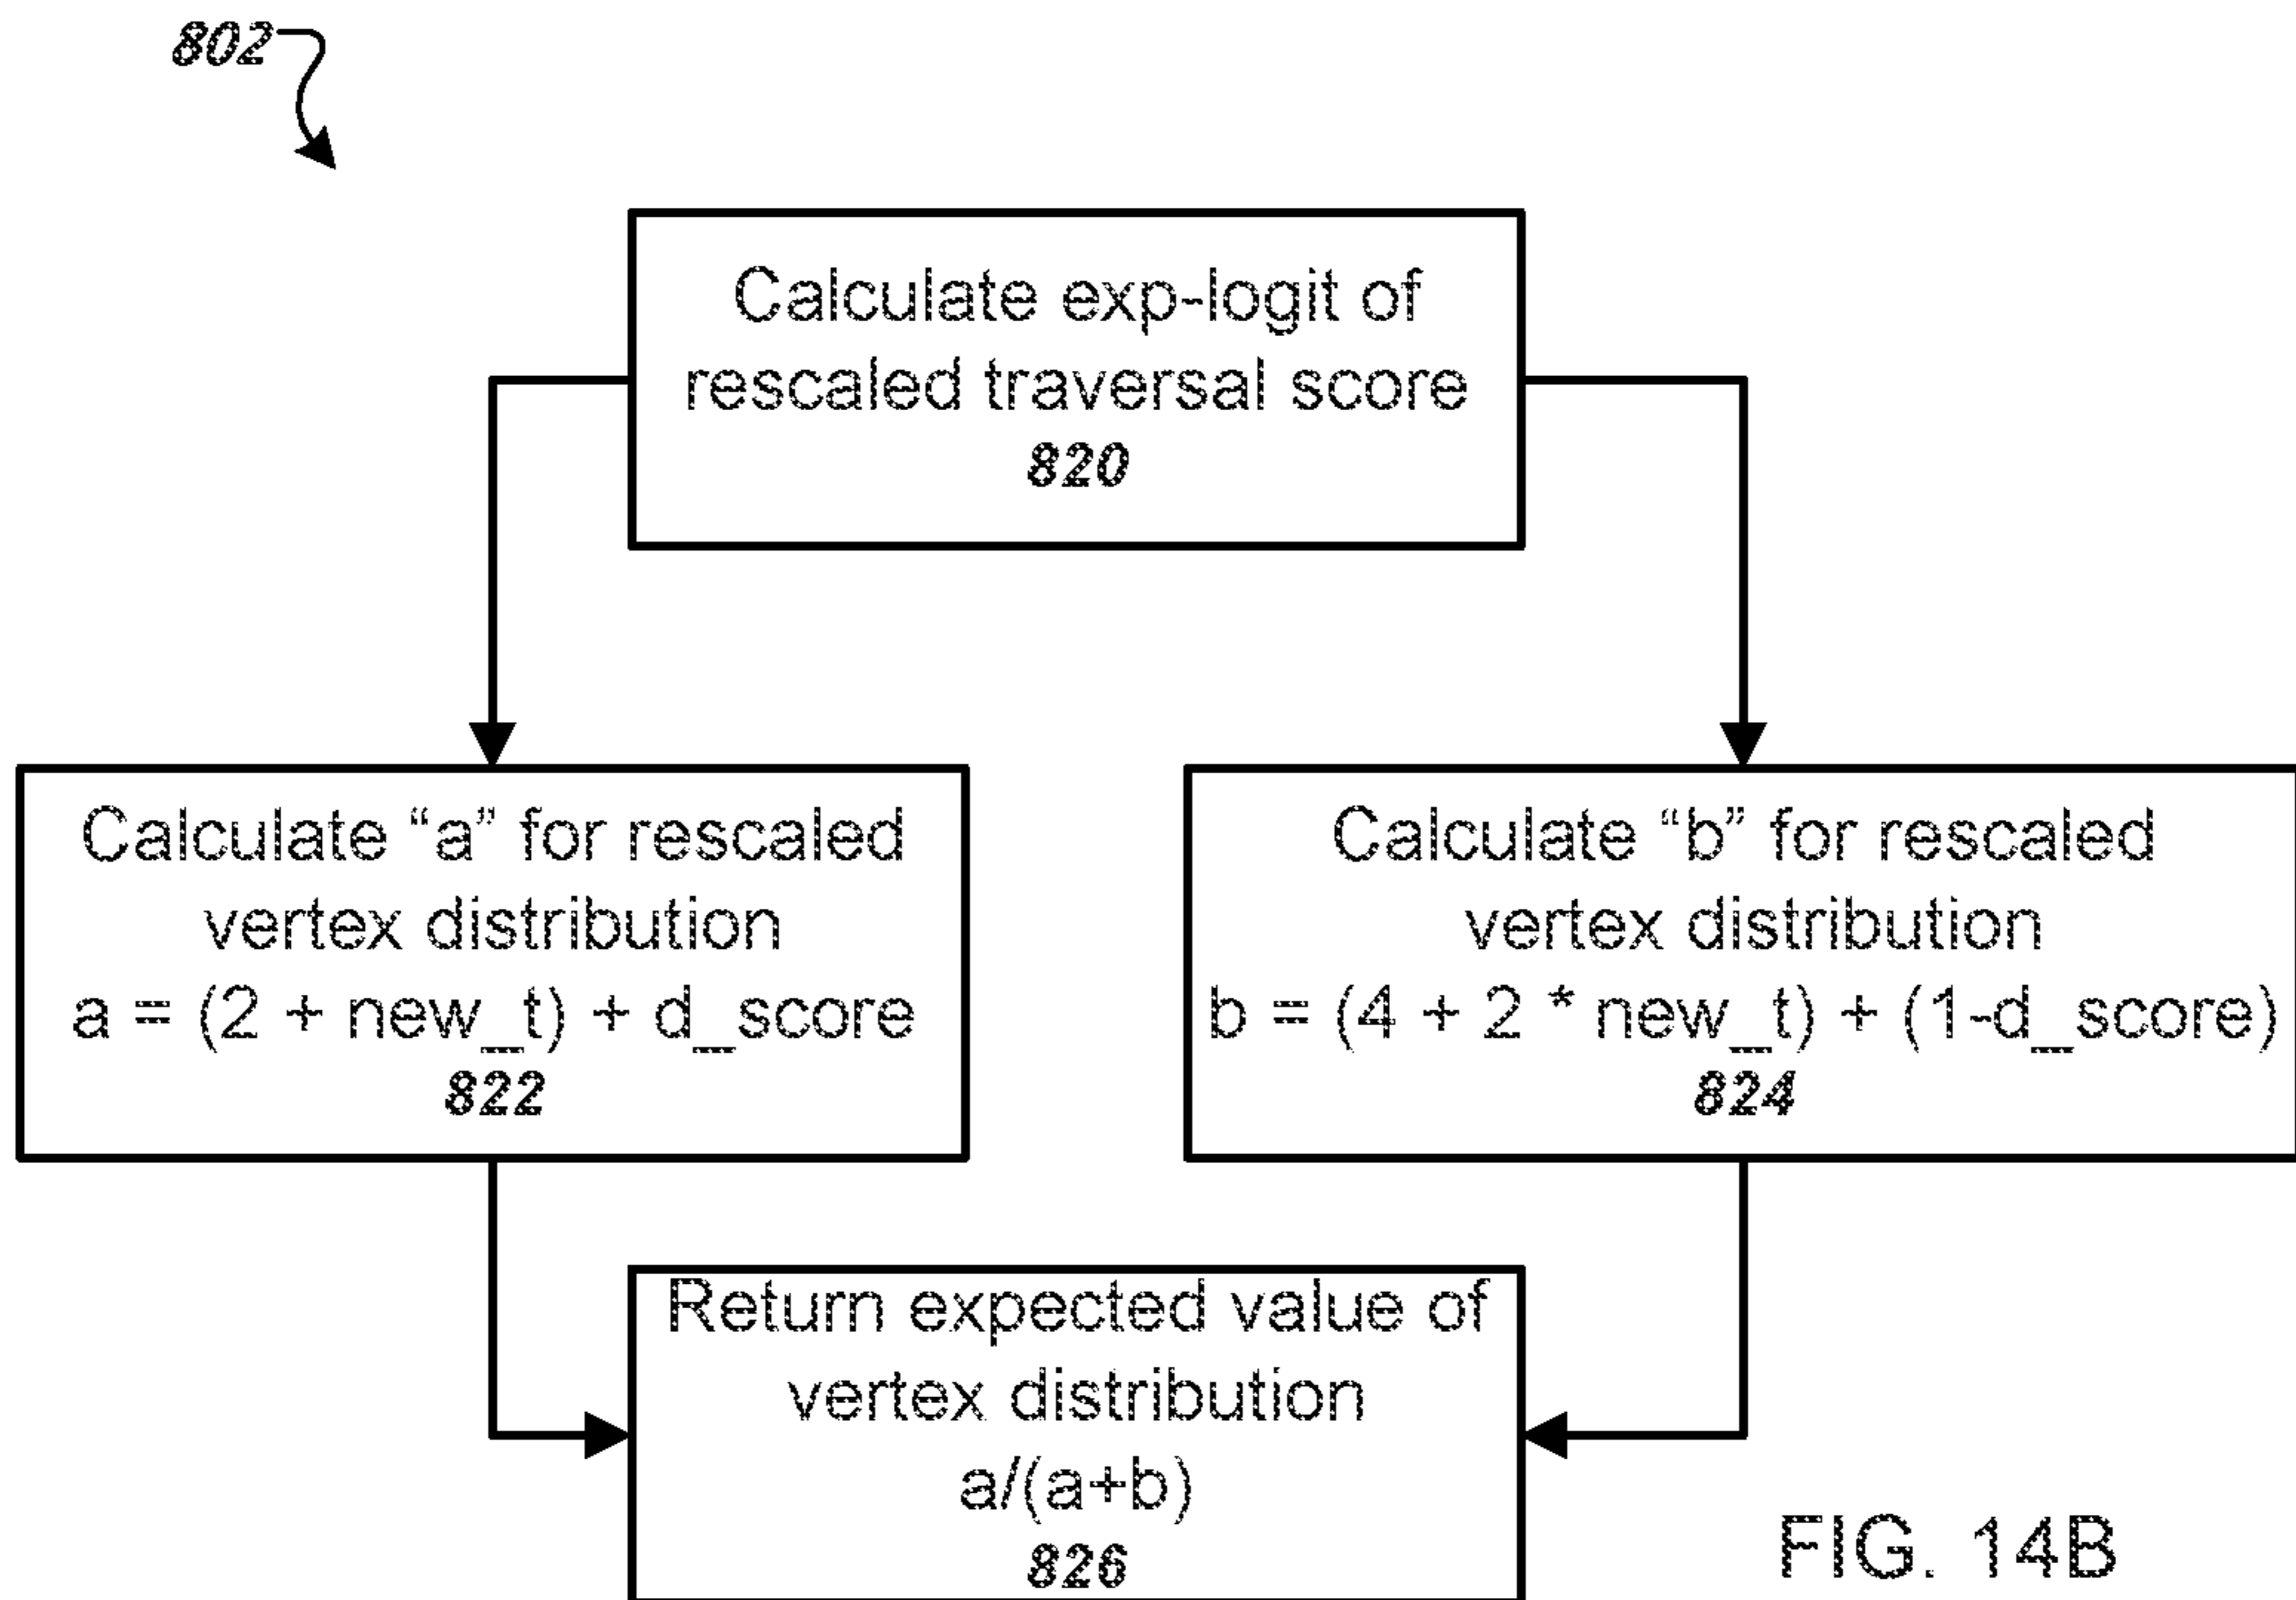 802
Calculate exp-logit of
rescaled traversal score
820
Calculate “a” for rescaled
vertex distribution
a = (2 + new_t) + d_score
822
Calculate “b” for rescaled
vertex distribution
b = (4 + 2 * new_t) + (1-d_score)
824
Return expected value of
vertex distribution
a/(a+b)
826
FIG. 14B